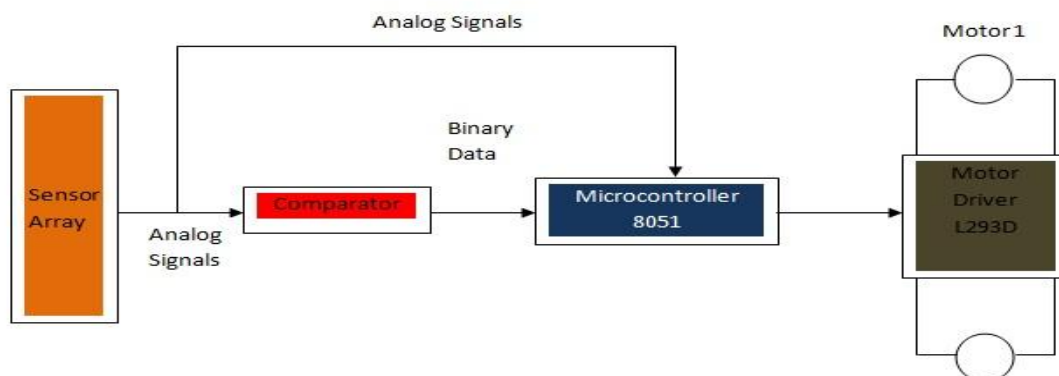 Analog Signals
Motor1
Binary
Data
Sensor
Array
Comparator
Microcontroller
8051
Motor
Driver
L293D
Analog
Signals